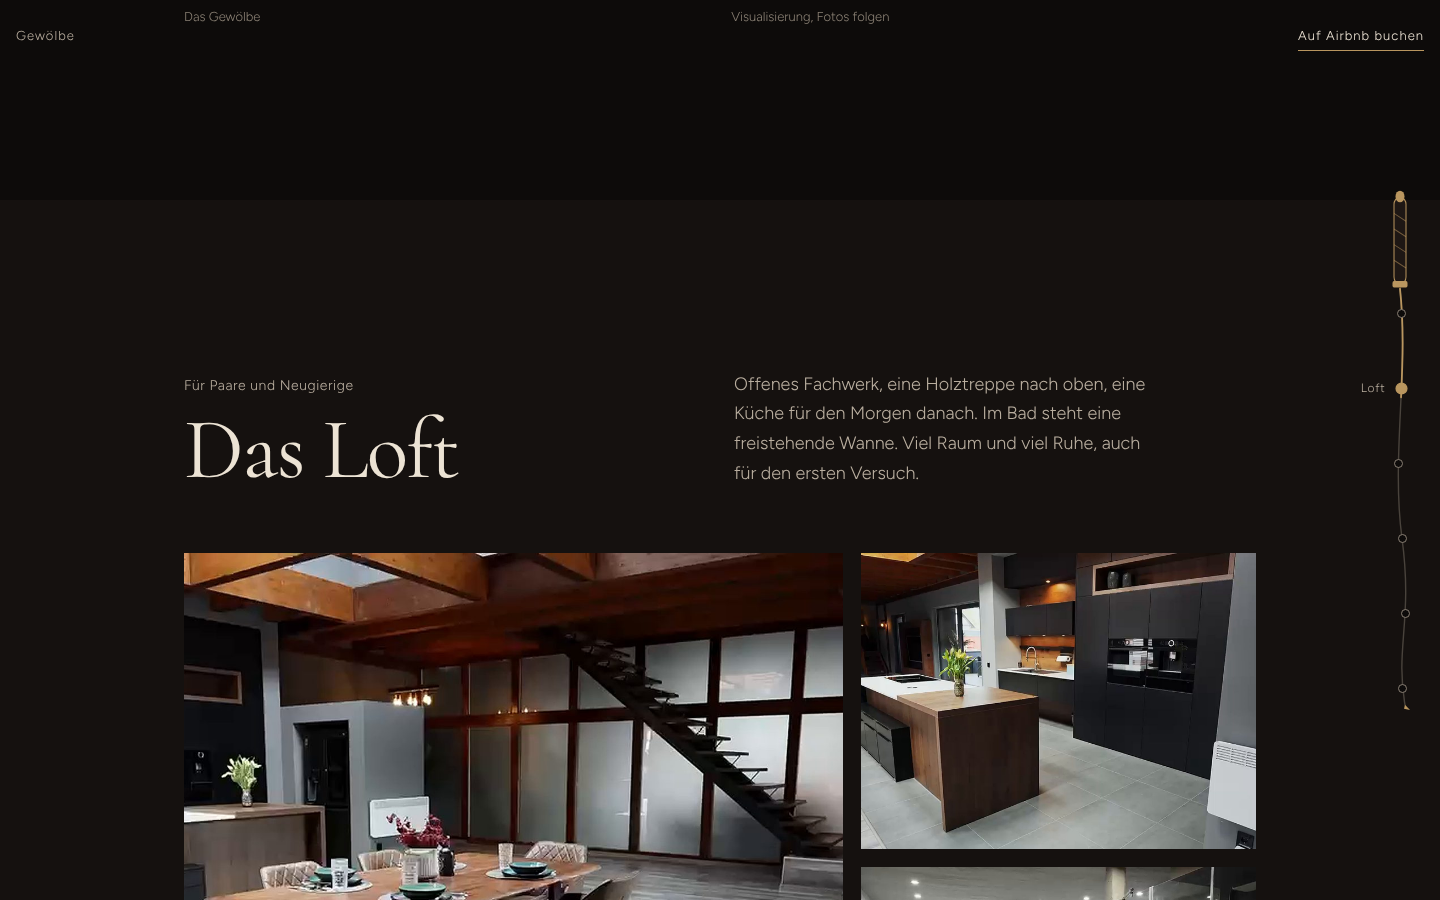 Das Gewölbe
Visualisierung, Fotos folgen
Gewölbe
Auf Airbnb buchen
Für Paare und Neugierige
Das Loft
Offenes Fachwerk, eine Holztreppe nach oben, eine
Küche für den Morgen danach. Im Bad steht eine
freistehende Wanne. Viel Raum und viel Ruhe, auch
für den ersten Versuch.
Loft